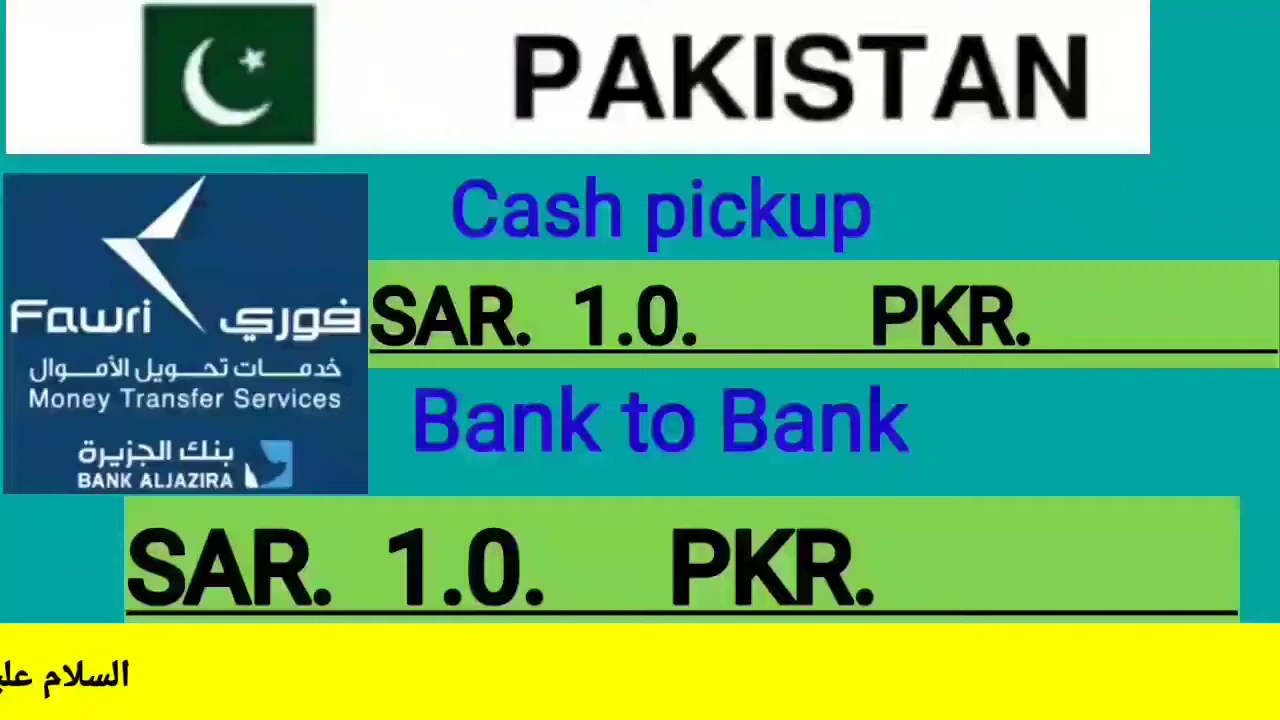 PAKISTAN
Cash pickup
Fawri فوري
SAR. 1.0. PKR.
خدمات تحويل الأموال
Money Transfer Services
Bank to Bank
بنك الجزيرة
BANK ALJAZIRA
SAR. 1.0. PKR.
السلام